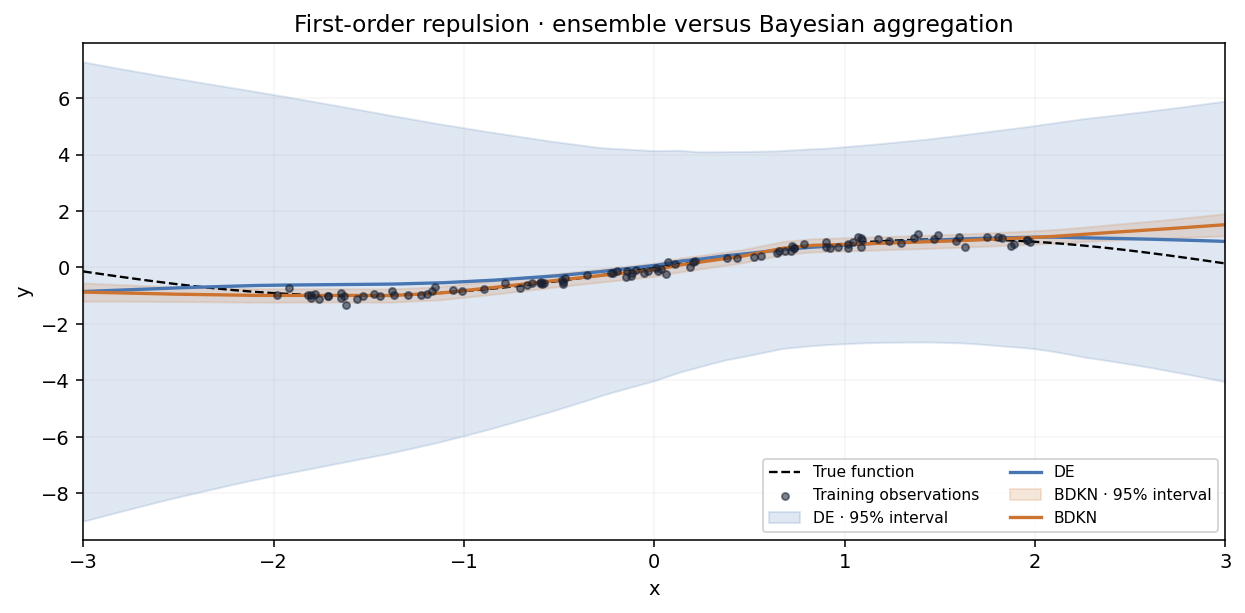 First-order repulsion · ensemble versus Bayesian aggregation
y
6
4
2
0
−2
−4
−6
−8
−3
−2
−1
0
1
2
3
x
True function
Training observations
DE · 95% interval
DE
BDKN · 95% interval
BDKN